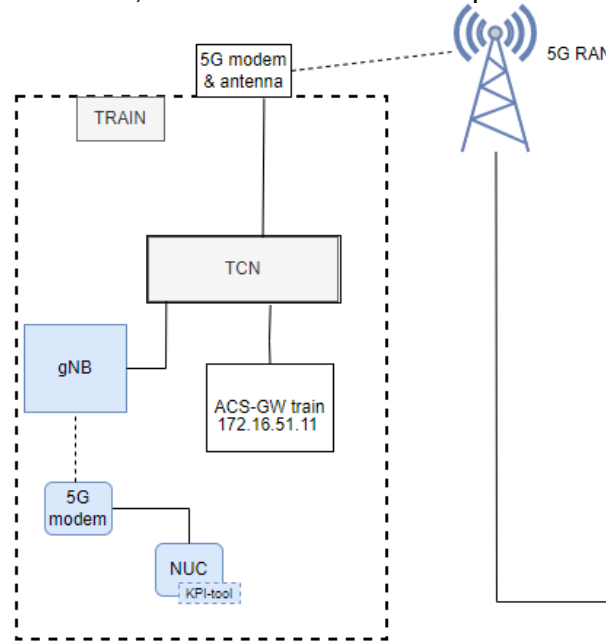 5G modem
& antenna
5G RAN
TRAIN
TCN
gNB
ACS-GW train
172.16.51.11
5G
modem
NUC
KPI-tool